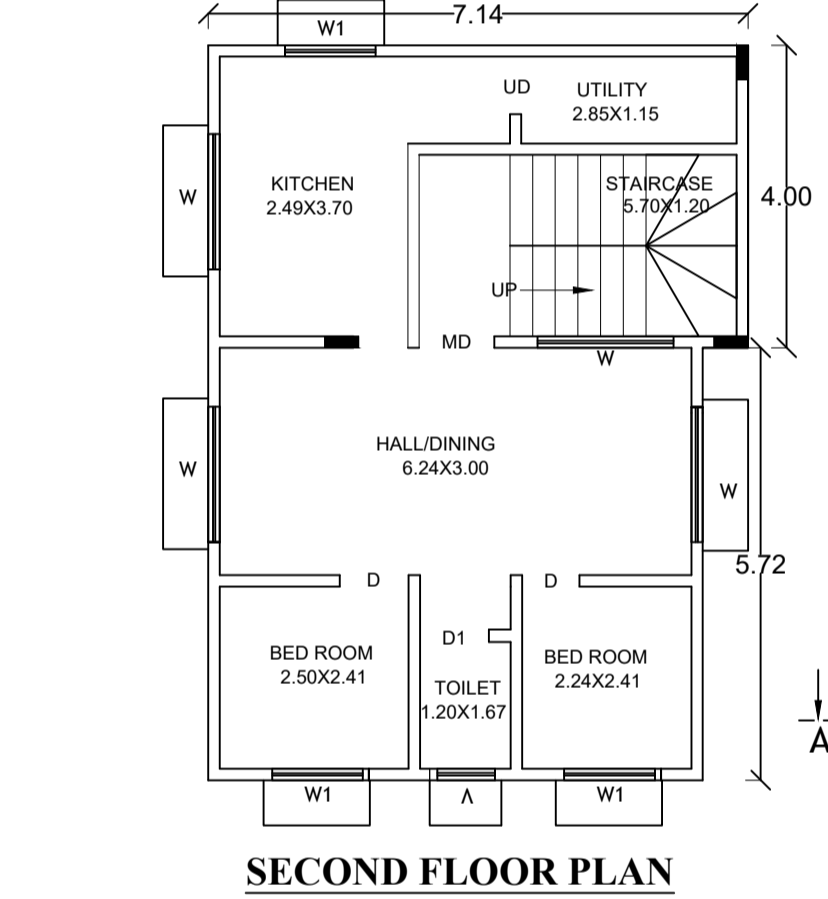 7.14
W1
UD
UTILITY
2.85X1.15
W
KITCHEN
2.49X3.70
STAIRCASE
5.70X1.20
4.00
UP
MD
W
HALL/DINING
6.24X3.00
W
W
5.72
D
D
D1
BED ROOM
2.50X2.41
TOILET
1.20X1.67
BED ROOM
2.24X2.41
A
W1
V
W1
SECOND FLOOR PLAN